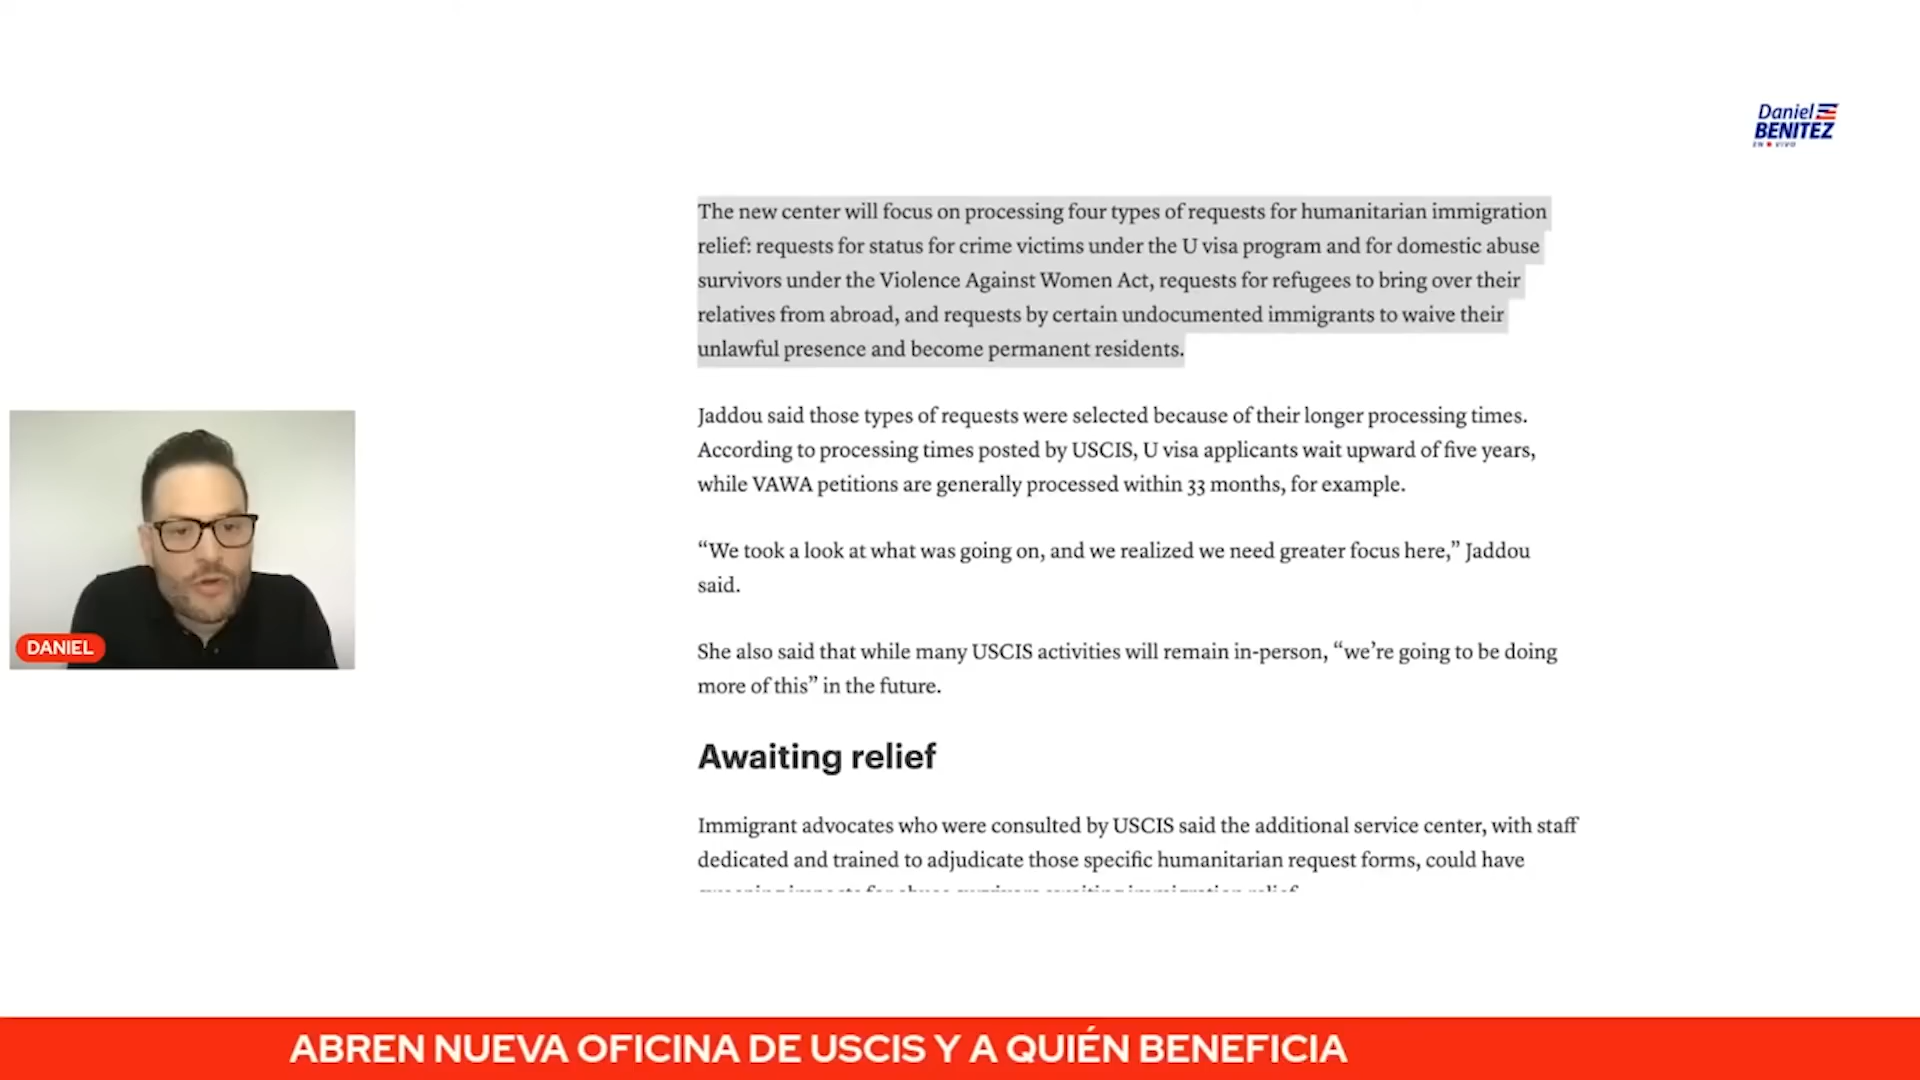 Daniel
BENITEZ
EN VIVO
The new center will focus on processing four types of requests for humanitarian immigration
relief: requests for status for crime victims under the U visa program and for domestic abuse
survivors under the Violence Against Women Act, requests for refugees to bring over their
relatives from abroad, and requests by certain undocumented immigrants to waive their
unlawful presence and become permanent residents.
Jaddou said those types of requests were selected because of their longer processing times.
According to processing times posted by USCIS, U visa applicants wait upward of five years,
while VAWA petitions are generally processed within 33 months, for example.
“We took a look at what was going on, and we realized we need greater focus here,” Jaddou
said.
She also said that while many USCIS activities will remain in-person, “we’re going to be doing
more of this” in the future.
Awaiting relief
Immigrant advocates who were consulted by USCIS said the additional service center, with staff
dedicated and trained to adjudicate those specific humanitarian request forms, could have
DANIEL
ABREN NUEVA OFICINA DE USCIS Y A QUIÉN BENEFICIA